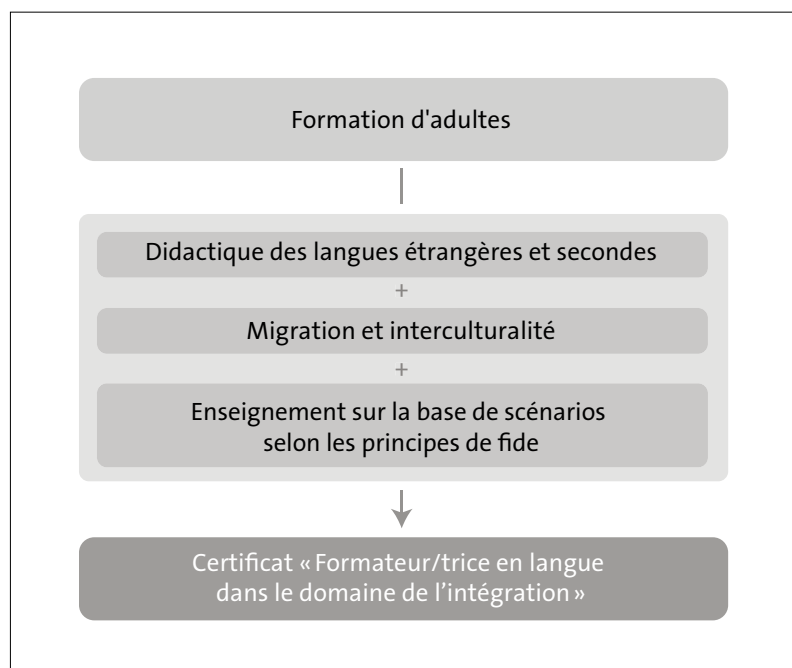 Formation d'adultes
Didactique des langues étrangères et secondes
+
Migration et interculturalité
+
Enseignement sur la base de scénarios
selon les principes de fide
Certificat « Formateur/trice en langue
dans le domaine de l’intégration »